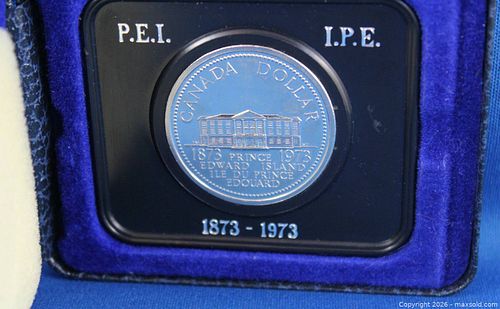 P.E.I.
I.P.E.
CANADA DOLLAR
1873 PRINCE 1973
EDWARD ISLAND
ILE DU PRINCE
EDOUARD
1873 - 1973
Copyright 2026 - maxsold.com